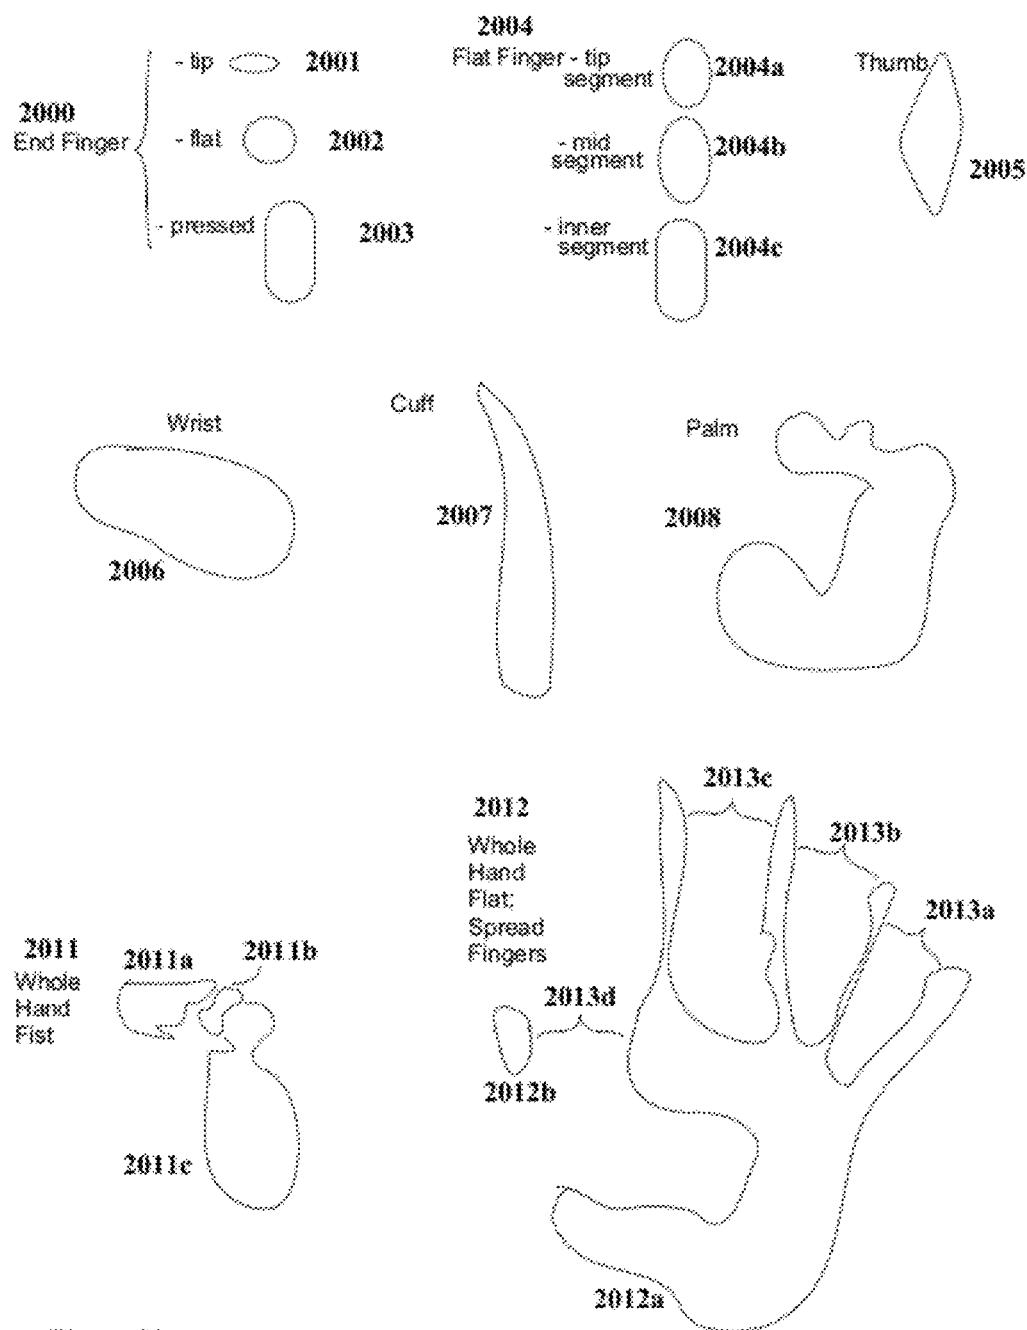 2000
End Finger
- tip 2001
- flat 2002
- pressed 2003
2004
Flat Finger - tip
segment 2004a
- mid
segment 2004b
- inner
segment 2004c
Thumb
2005
Wrist
2006
Cuff
2007
Palm
2008
2011
Whole
Hand
Fist
2011a
2011b
2011c
2012
Whole
Hand
Flat;
Spread
Fingers
2013c
2013b
2013a
2013d
2012b
2012a